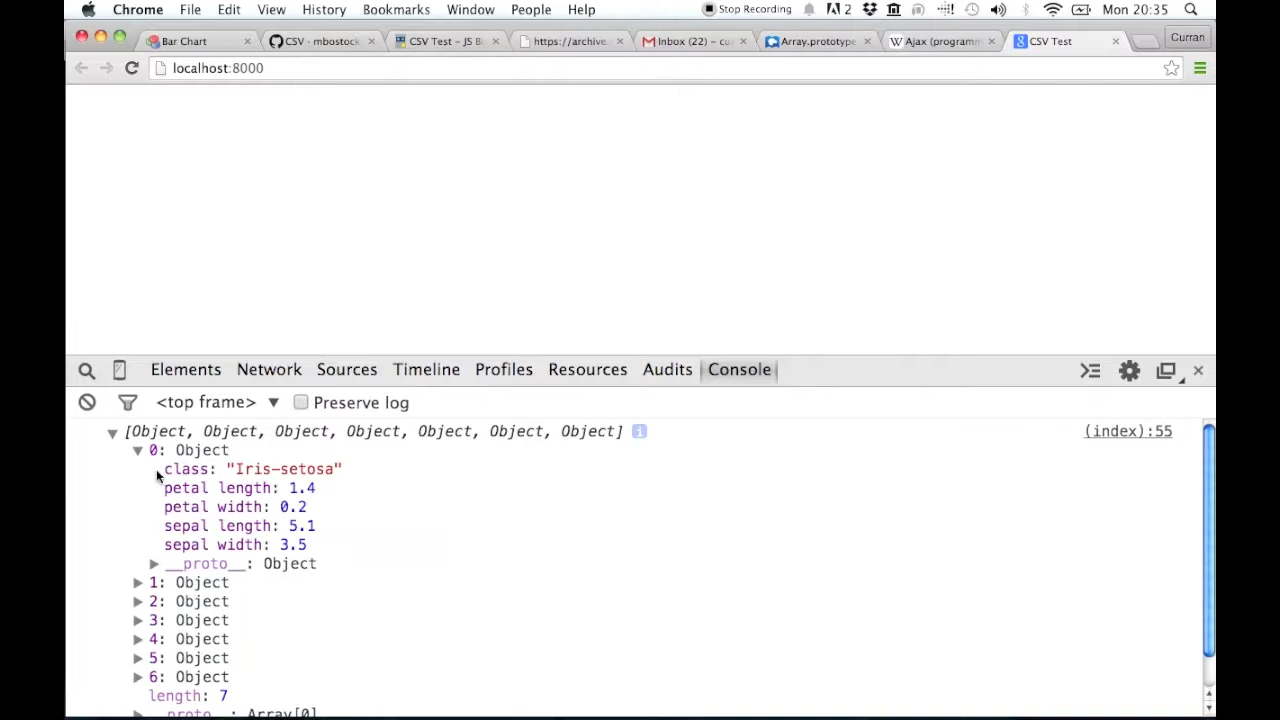 Chrome File Edit View History Bookmarks Window People Help Stop Recording 2 Mon 20:35
Bar Chart CSV · mbostock CSV Test - JS B https://archive. Inbox (22) - cu Array.prototype Ajax (programm CSV Test Curran
localhost:8000
Elements Network Sources Timeline Profiles Resources Audits Console
<top frame> Preserve log
[Object, Object, Object, Object, Object, Object, Object] i (index):55
0: Object
class: "Iris-setosa"
petal length: 1.4
petal width: 0.2
sepal length: 5.1
sepal width: 3.5
__proto__: Object
1: Object
2: Object
3: Object
4: Object
5: Object
6: Object
length: 7
__proto__: Array[0]